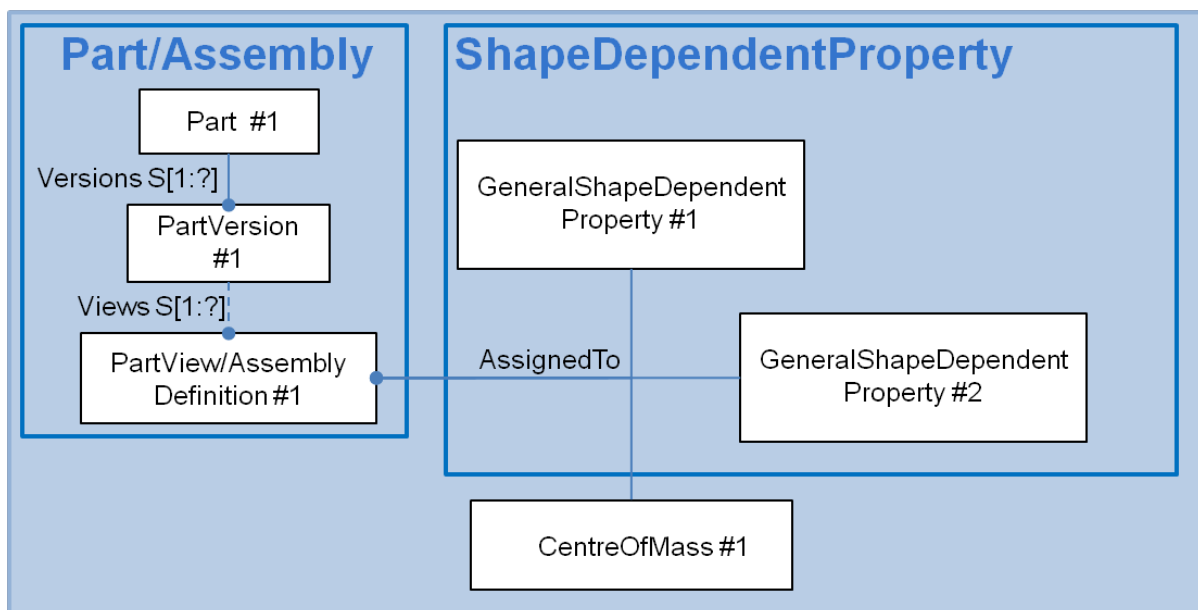 Part/Assembly
Part #1
Versions S[1:?]
PartVersion
#1
Views S[1:?]
PartView/Assembly
Definition #1
ShapeDependentProperty
GeneralShapeDependent
Property #1
AssignedTo
GeneralShapeDependent
Property #2
CentreOfMass #1